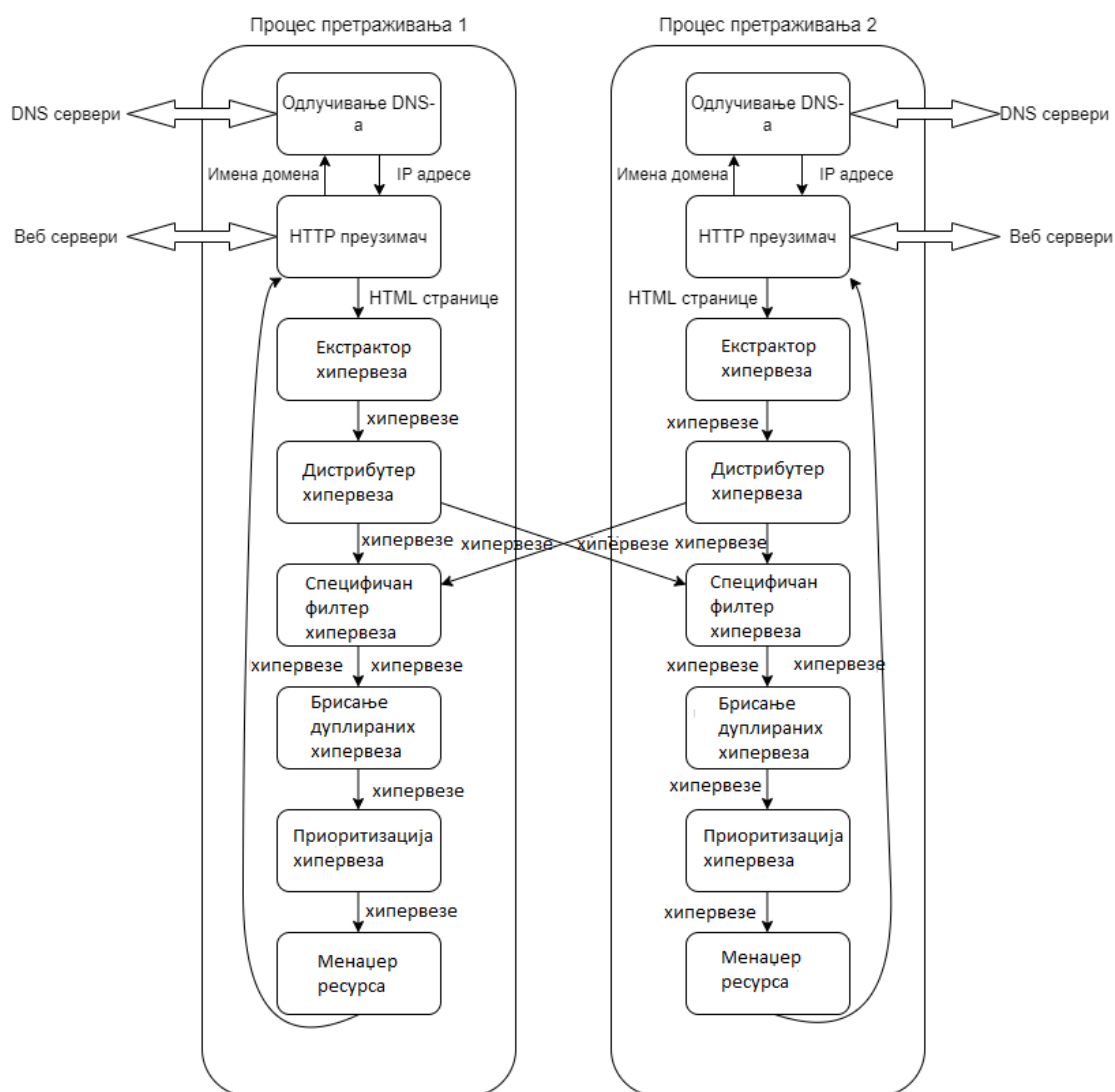 Процес претраживања 1
Процес претраживања 2
DNS сервери
Одлучивање DNS-
а
Одлучивање DNS-
а
DNS сервери
Имена домена
IP адресе
Имена домена
IP адресе
Веб сервери
HTTP преузимач
HTTP преузимач
Веб сервери
HTML странице
HTML странице
Екстрактор
хипервеза
Екстрактор
хипервеза
хипервезе
хипервезе
Дистрибутер
хипервеза
Дистрибутер
хипервеза
хипервезе
хипервезе
хипервезе
хипервезе
Специфичан
филтер
хипервеза
Специфичан
филтер
хипервеза
хипервезе
хипервезе
хипервезе
хипервезе
Брисање
дуплираних
хипервеза
Брисање
дуплираних
хипервеза
хипервезе
хипервезе
Приоритизација
хипервеза
Приоритизација
хипервеза
хипервезе
хипервезе
Менаџер
ресурса
Менаџер
ресурса